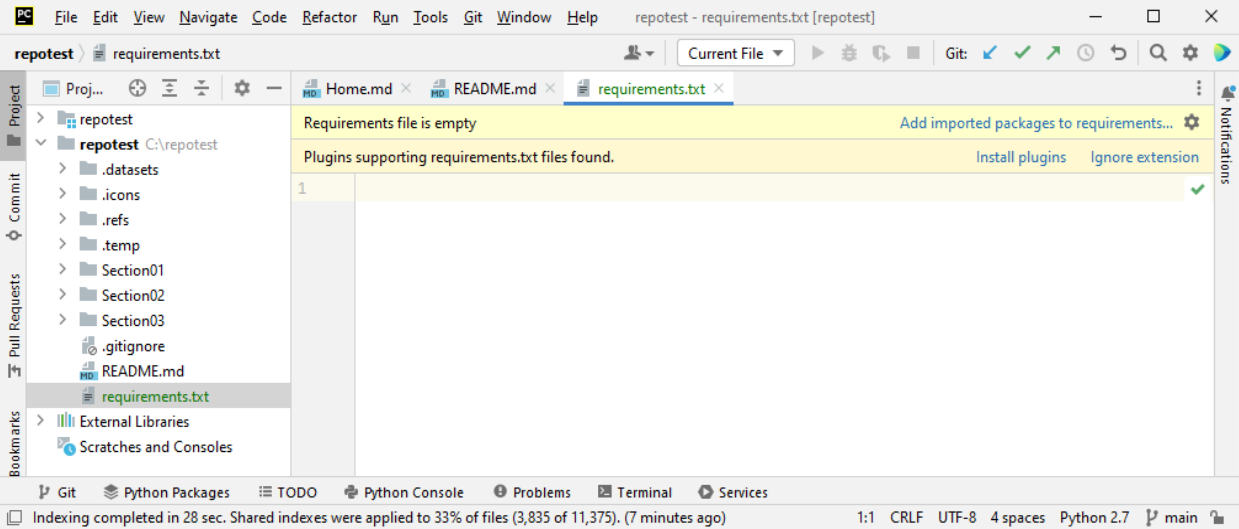 PC File Edit View Navigate Code Refactor Run Tools Git Window Help repotest - requirements.txt [repotest]
repotest requirements.txt Current File Git:
Project
Commit
Pull Requests
Bookmarks
Proj...
repotest
repotest C:\repotest
.datasets
.icons
.refs
.temp
Section01
Section02
Section03
.gitignore
MD README.md
requirements.txt
External Libraries
Scratches and Consoles
MD Home.md MD README.md requirements.txt
Requirements file is empty Add imported packages to requirements...
Plugins supporting requirements.txt files found. Install plugins Ignore extension
1
Notifications
Git Python Packages TODO Python Console Problems Terminal Services
Indexing completed in 28 sec. Shared indexes were applied to 33% of files (3,835 of 11,375). (7 minutes ago) 1:1 CRLF UTF-8 4 spaces Python 2.7 main